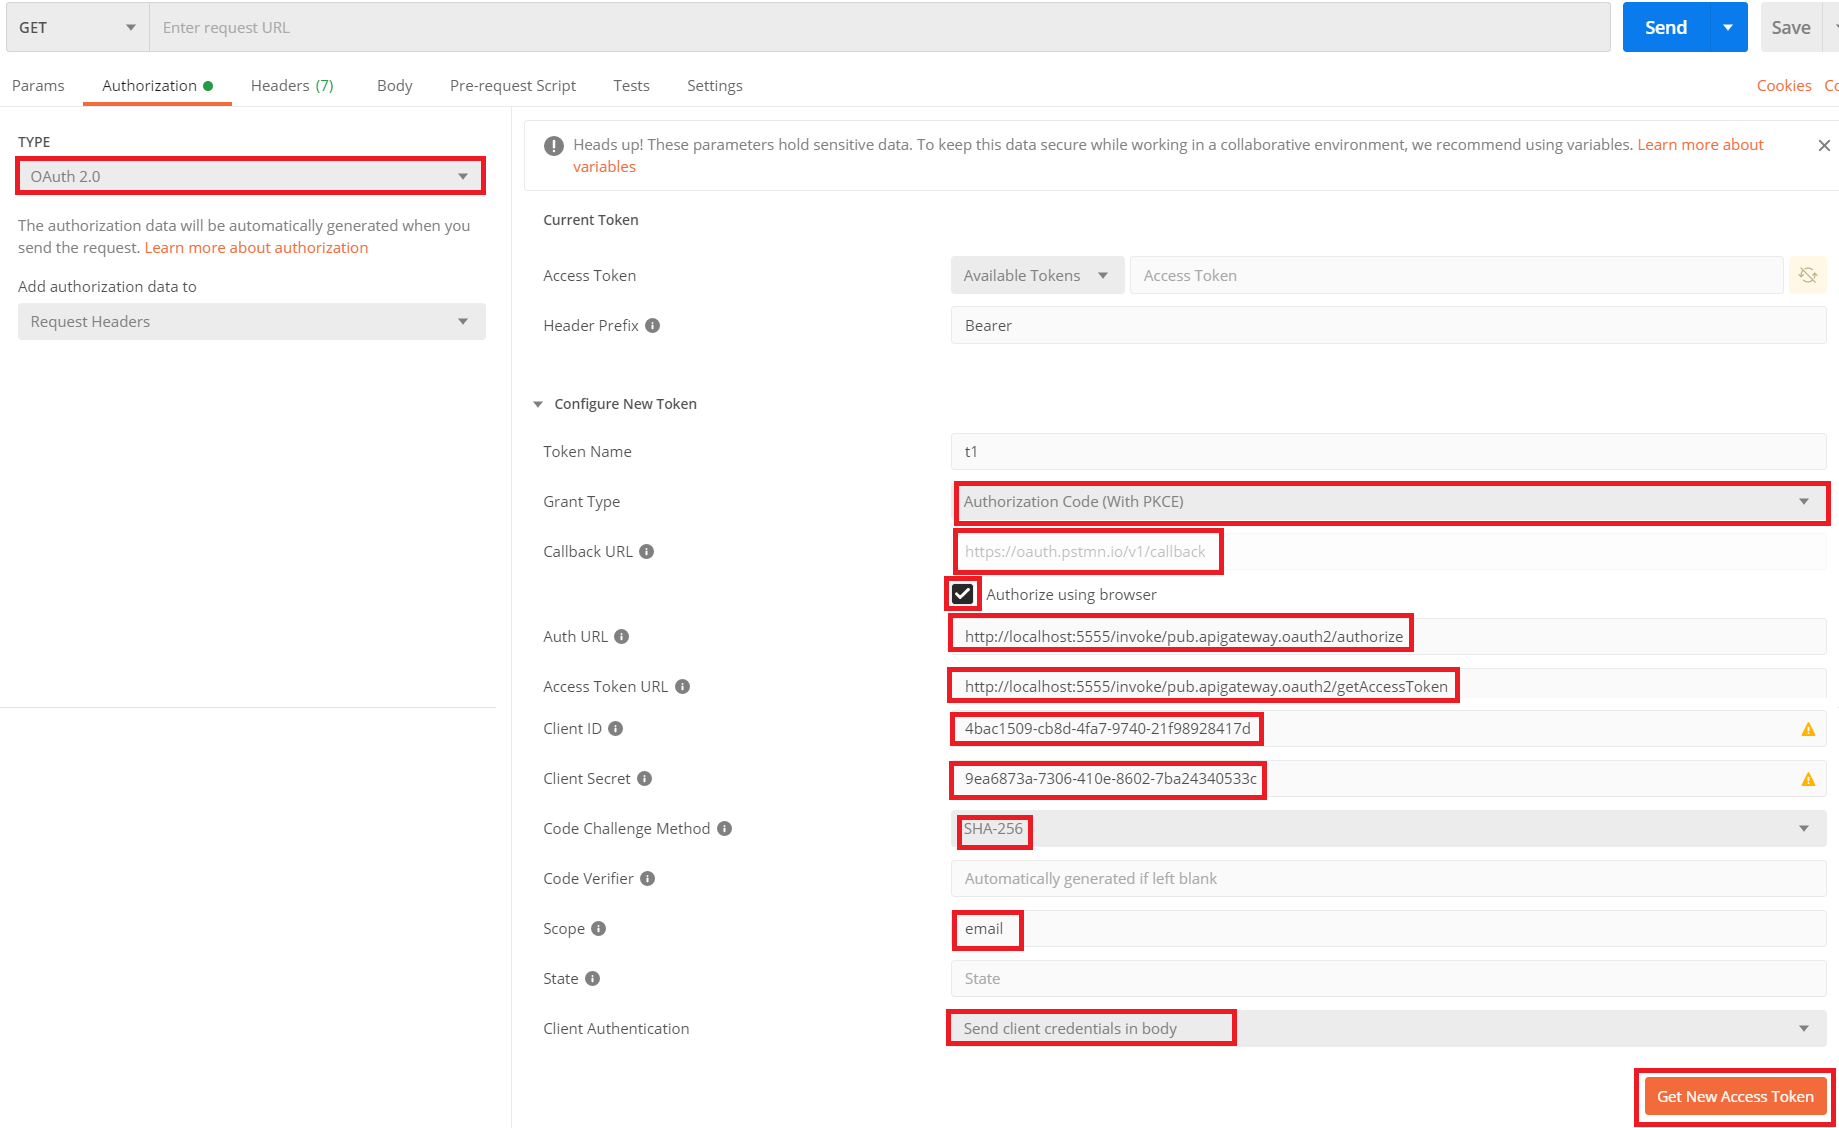 GET
Enter request URL
Send
Save
Params
Authorization
Headers (7)
Body
Pre-request Script
Tests
Settings
Cookies
TYPE
OAuth 2.0
The authorization data will be automatically generated when you
send the request. Learn more about authorization
Add authorization data to
Request Headers
Heads up! These parameters hold sensitive data. To keep this data secure while working in a collaborative environment, we recommend using variables. Learn more about
variables
Current Token
Access Token
Available Tokens
Access Token
Header Prefix
Bearer
Configure New Token
Token Name
t1
Grant Type
Authorization Code (With PKCE)
Callback URL
https://oauth.pstmn.io/v1/callback
Authorize using browser
Auth URL
http://localhost:5555/invoke/pub.apigateway.oauth2/authorize
Access Token URL
http://localhost:5555/invoke/pub.apigateway.oauth2/getAccessToken
Client ID
4bac1509-cb8d-4fa7-9740-21f98928417d
Client Secret
9ea6873a-7306-410e-8602-7ba24340533c
Code Challenge Method
SHA-256
Code Verifier
Automatically generated if left blank
Scope
email
State
State
Client Authentication
Send client credentials in body
Get New Access Token